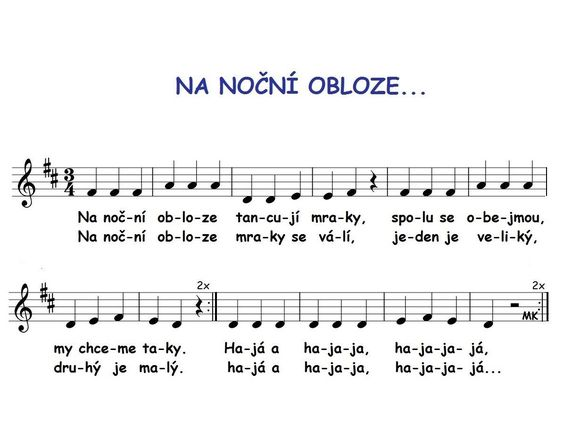 NA NOČNÍ OBLOZE...
3
4
Na noč-ní ob-lo-ze tan-cu-jí mra-ky, spo-lu se o-be-jmou,
Na noč-ní ob-lo-ze mra-ky se vá-lí, je-den je ve-li-ký,
2x 2x
MK
my chce-me ta-ky. Ha-já a ha-ja-ja, ha-ja-ja- já,
dru-hý je ma-lý. ha-já a ha-ja-ja, ha-ja-ja- já...